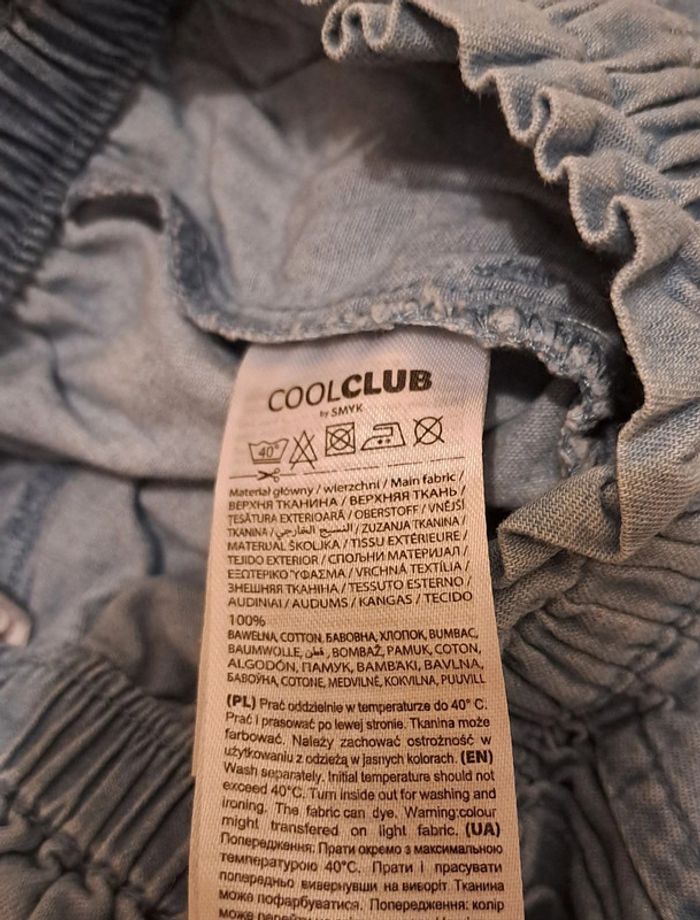 COOLCLUB
by SMYK
40°
Materiał główny / wierzchni / Main fabric /
ВЕРХНЯ ТКАНИНА / ВЕРХНЯЯ ТКАНЬ /
ȚESĂTURA EXTERIOARĂ / OBERSTOFF / VNĚJŠÍ
TKANINA / النسيج الخارجي / ZUNANJA TKANINA /
MATERIJAL ŠKOLJKA / TISSU EXTÉRIEURE /
TEJIDO EXTERIOR / СПОЉНИ МАТЕРИЈАЛ /
ΕΞΩΤΕΡΙΚΟ ΎΦΑΣΜΑ / VRCHNÁ TEXTÍLIA /
ЗНЕШНЯЯ ТКАНІНА / TESSUTO ESTERNO /
AUDINIAI / AUDUMS / KANGAS / TECIDO
100%
BAWEŁNA, COTTON, БАВОВНА, ХЛОПОК, BUMBAC,
BAUMWOLLE, قطن, BOMBAŽ, PAMUK, COTON,
ALGODÓN, ПАМУК, ΒΑΜΒΆΚΙ, BAVLNA,
БАВОЎНА, COTONE, MEDVILNĖ, KOKVILNA, PUUVILL
(PL) Prać oddzielnie w temperaturze do 40° C.
Prać i prasować po lewej stronie. Tkanina może
farbować. Należy zachować ostrożność w
użytkowaniu z odzieżą w jasnych kolorach. (EN)
Wash separately. Initial temperature should not
exceed 40°C. Turn inside out for washing and
ironing. The fabric can dye. Warning:colour
might transfered on light fabric. (UA)
Попередження: Прати окремо з максимальною
температурою 40°C. Прати і прасувати
попередньо вивернувши на виворіт. Тканина
може пофарбуватися. Попередження: колір
може